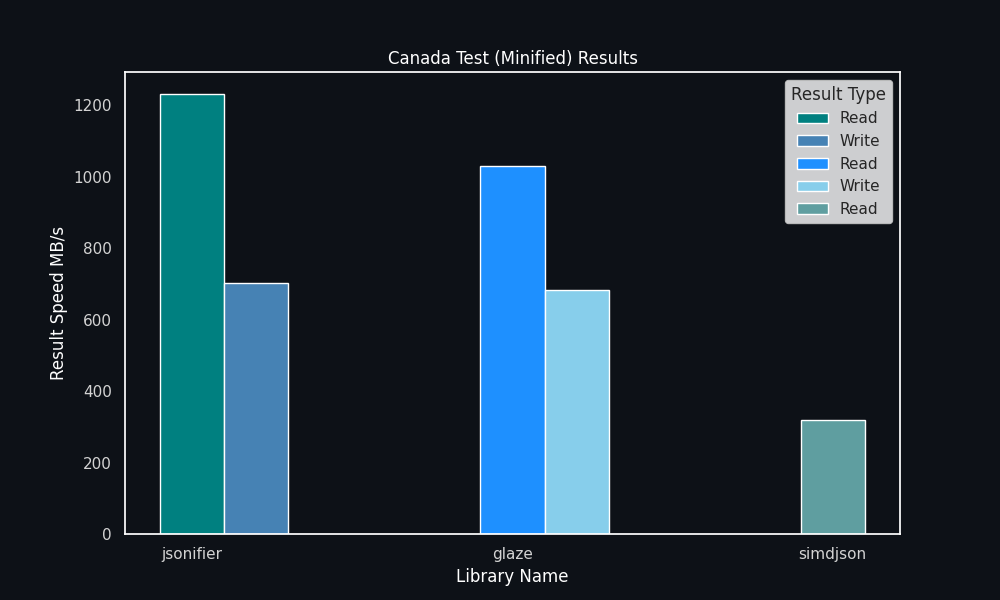 Canada Test (Minified) Results
Result Speed MB/s
1200
1000
800
600
400
200
0
Result Type
Read
Write
Read
Write
Read
jsonifier
glaze
simdjson
Library Name